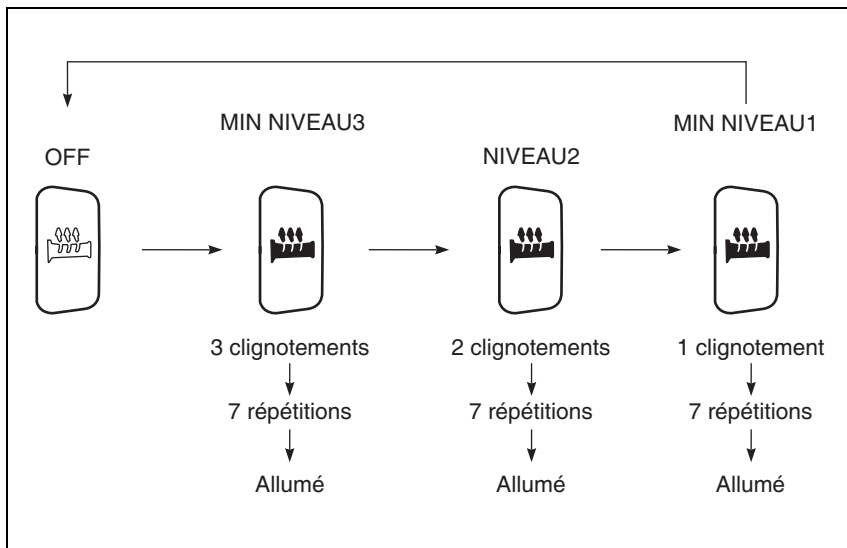 MIN NIVEAU3
MIN NIVEAU1
OFF
NIVEAU2
3 clignotements
2 clignotements
1 clignotement
7 répétitions
7 répétitions
7 répétitions
Allumé
Allumé
Allumé